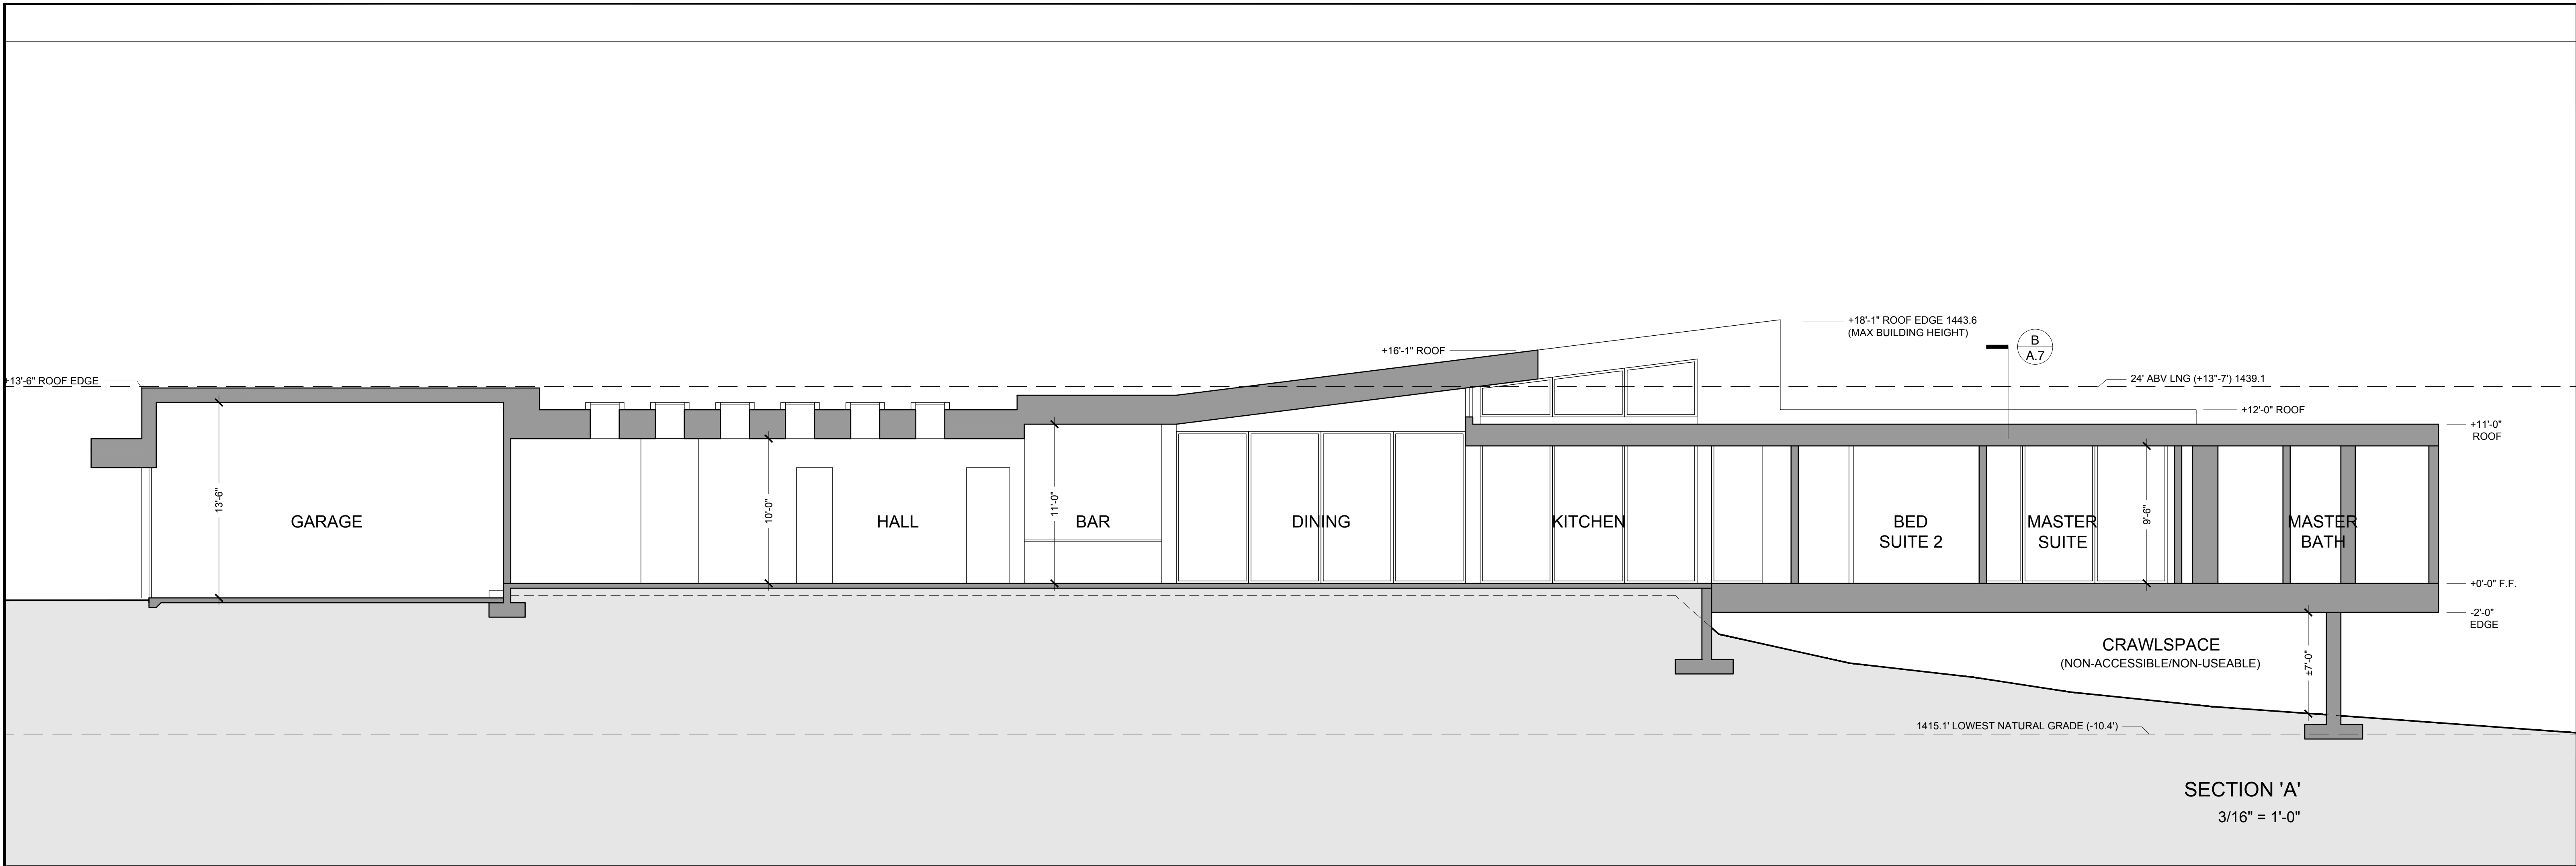 +18'-1" ROOF EDGE 1443.6
(MAX BUILDING HEIGHT)
B
A.7
+16'-1" ROOF
+13'-6" ROOF EDGE
24' ABV LNG (+13"-7') 1439.1
+12'-0" ROOF
+11'-0"
ROOF
13'-6"
10'-0"
11'-0"
9'-6"
GARAGE
HALL
BAR
DINING
KITCHEN
BED
SUITE 2
MASTER
SUITE
MASTER
BATH
+0'-0" F.F.
-2'-0"
EDGE
CRAWLSPACE
(NON-ACCESSIBLE/NON-USEABLE)
±7'-0"
1415.1' LOWEST NATURAL GRADE (-10.4')
SECTION 'A'
3/16" = 1'-0"